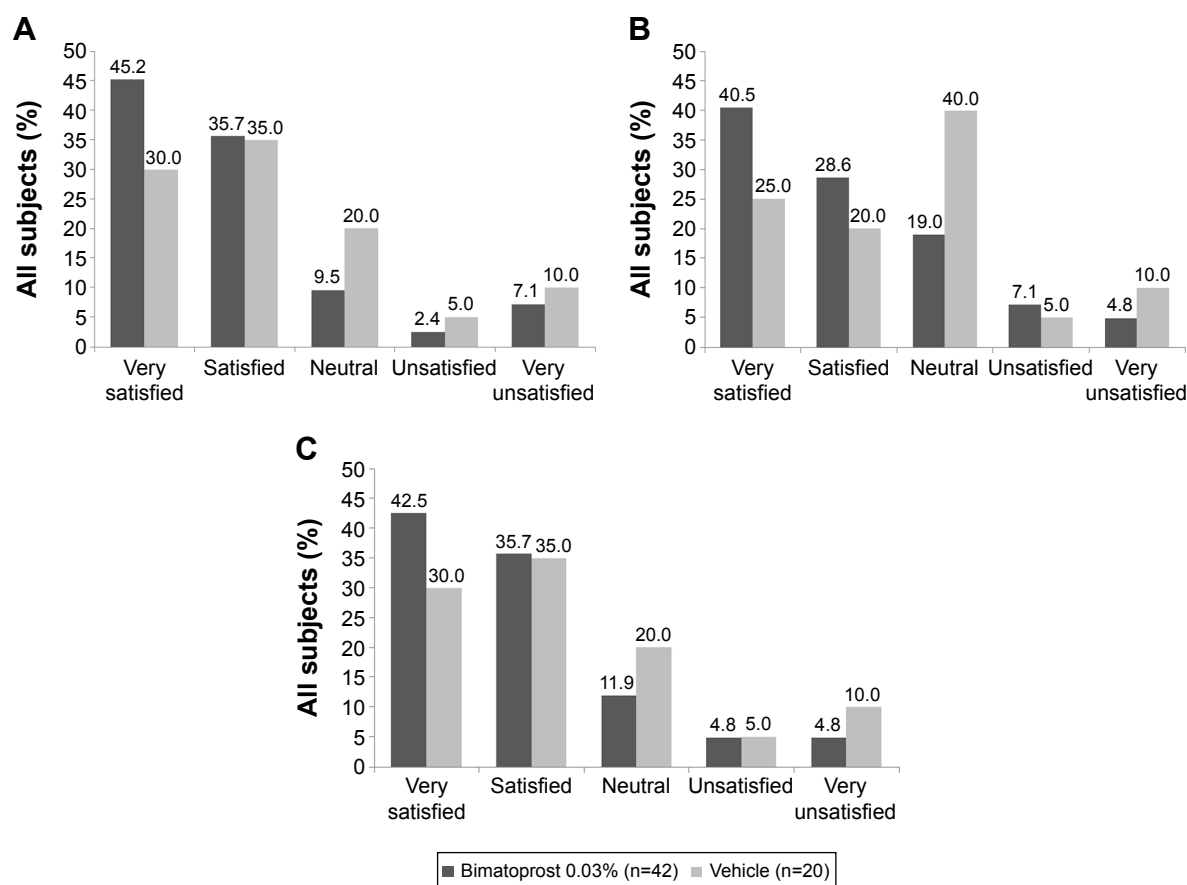 A
All subjects (%)
50
45
40
35
30
25
20
15
10
5
0
45.2
30.0
35.7
35.0
9.5
20.0
2.4
5.0
7.1
10.0
Very
satisfied
Satisfied
Neutral
Unsatisfied
Very
unsatisfied
B
All subjects (%)
50
45
40
35
30
25
20
15
10
5
0
40.5
25.0
28.6
20.0
19.0
40.0
7.1
5.0
4.8
10.0
Very
satisfied
Satisfied
Neutral
Unsatisfied
Very
unsatisfied
C
All subjects (%)
50
45
40
35
30
25
20
15
10
5
0
42.5
30.0
35.7
35.0
11.9
20.0
4.8
5.0
4.8
10.0
Very
satisfied
Satisfied
Neutral
Unsatisfied
Very
unsatisfied
Bimatoprost 0.03% (n=42) Vehicle (n=20)